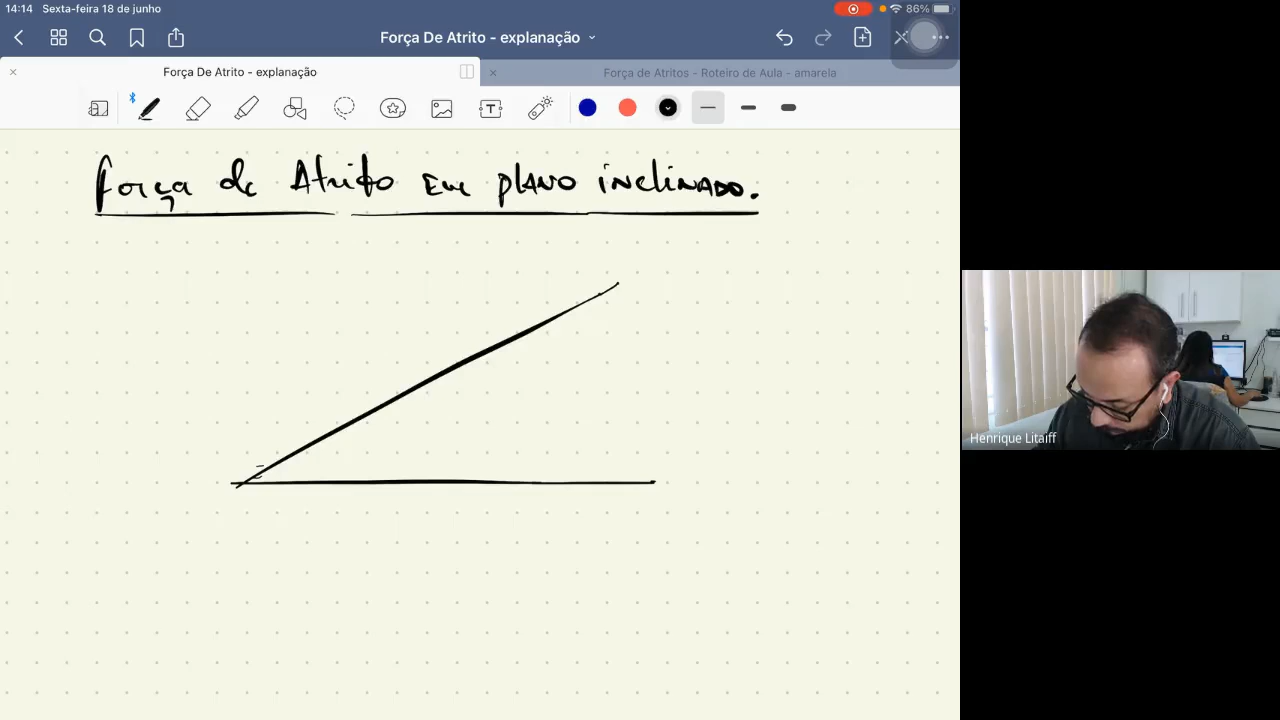 14:14 Sexta-feira 18 de junho
86%
Força De Atrito - explanação
Força De Atrito - explanação
Força de Atritos - Roteiro de Aula - amarela
Força de Atrito Em plano inclinado.
Henrique Litaiff